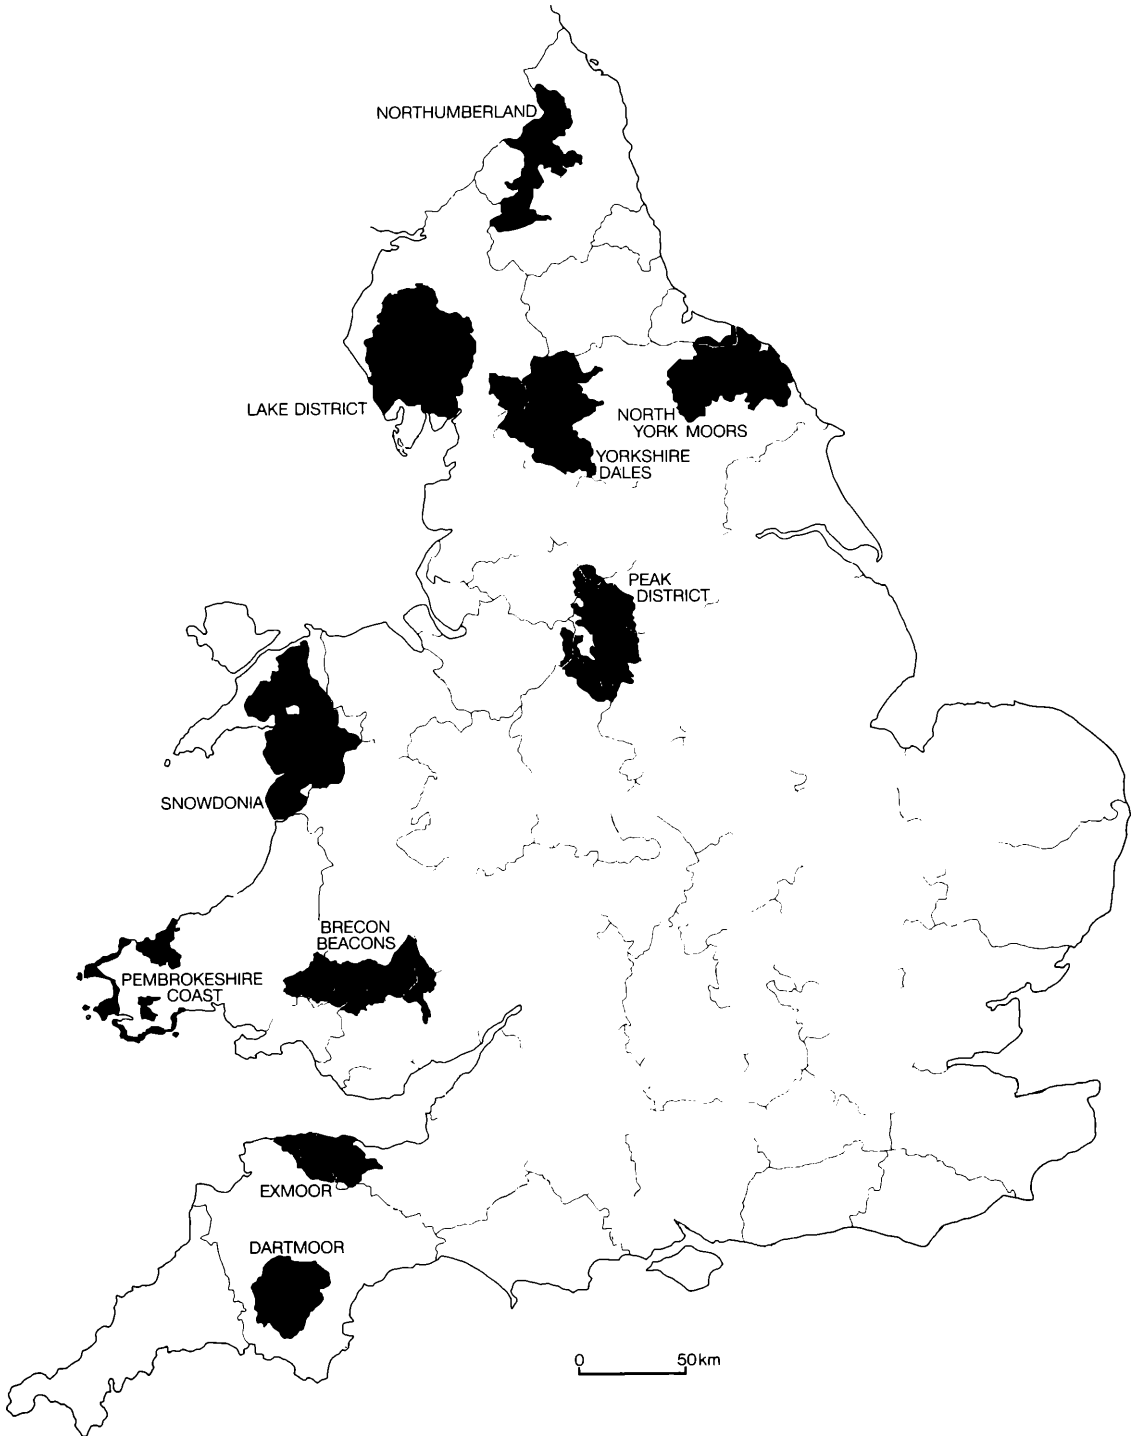 NORTHUMBERLAND
LAKE DISTRICT
NORTH
YORK MOORS
YORKSHIRE
DALES
PEAK
DISTRICT
SNOWDONIA
BRECON
BEACONS
PEMBROKESHIRE
COAST
EXMOOR
DARTMOOR
0 50km